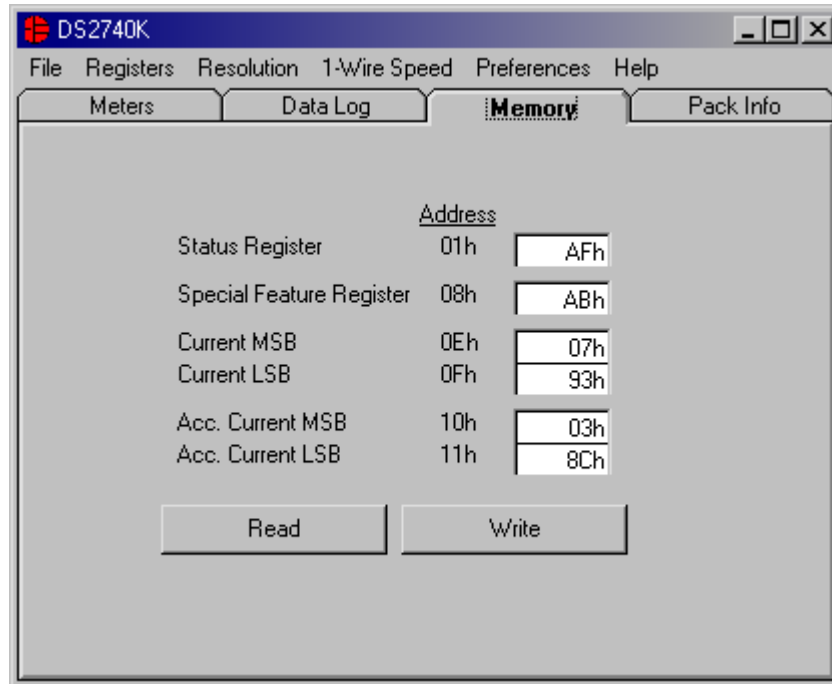 DS2740K
File Registers Resolution 1-Wire Speed Preferences Help
Meters Data Log Memory Pack Info
Address
Status Register 01h AFh
Special Feature Register 08h ABh
Current MSB 0Eh 07h
Current LSB 0Fh 93h
Acc. Current MSB 10h 03h
Acc. Current LSB 11h 8Ch
Read Write